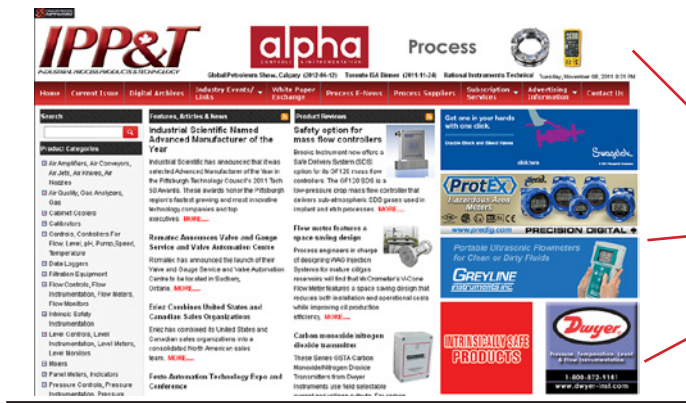 IPP&T
INDUSTRIAL PROCESS PRODUCTS & TECHNOLOGY
alpha
CONTROLS & INSTRUMENTATION
Process
Global Petroleum Show, Calgary (2012-06-12) Toronto ISA Dinner (2011-11-24) National Instruments Technical Tuesday, November 08, 2011 8:31 PM
Home
Current Issue
Digital Archives
Industry Events/
Links
White Paper
Exchange
Process E-News
Process Suppliers
Subscription
Services
Advertising
Information
Contact Us
Search
Product Categories
Air Amplifiers, Air Conveyors,
Air Jets, Air Knives, Air
Nozzles
Air Quality, Gas Analyzers,
Gas
Cabinet Coolers
Calibrators
Controls, Controllers For
Flow, Level, pH, Pump, Speed,
Temperature
Data Loggers
Filtration Equipment
Flow Controls, Flow
Instrumentation, Flow Meters,
Flow Monitors
Intrinsic Safety
Instrumentation
Level Controls, Level
Instrumentation, Level Meters,
Level Monitors
Mixers
Panel Meters, Indicators
Pressure Controls, Pressure
Instrumentation, Pressure
Features, Articles & News
Industrial Scientific Named
Advanced Manufacturer of the
Year
Industrial Scientific has announced that it was
selected Advanced Manufacturer of the Year in
the Pittsburgh Technology Council's 2011 Tech
50 Awards. These awards honor the Pittsburgh
region's fastest growing and most innovative
technology companies and top
executives. MORE....
Romatec Announces Valve and Gauge
Service and Valve Automation Centre
Romatec has announced the launch of their
Valve and Gauge Service and Valve Automation
Centre to be located in Sudbury,
Ontario. MORE....
Eriez Combines United States and
Canadian Sales Organizations
Eriez has combined its United States and
Canadian sales organizations into a
consolidated North American sales
team. MORE....
Festo Automation Technology Expo and
Conference
Product Reviews
Safety option for
mass flow controllers
Brooks Instrument now offers a
Safe Delivery System (SDS)
option for its GF120 mass flow
controllers. The GF120 SDS is a
low-pressure drop mass flow controller that
delivers sub-atmospheric SDS gases used in
implant and etch processes. MORE....
Flow meter features a
space saving design
Process engineers in charge
of designing WAG Injection
Systems for mature oil/gas
reservoirs will find that McCrometer's V-Cone
Flow Meter features a space saving design that
reduces both installation and operational costs
while improving oil production
efficiency. MORE....
Carbon monoxide/nitrogen
dioxide transmitter
These Series GSTA Carbon
Monoxide/Nitrogen Dioxide
Transmitters from Dwyer
Instruments use field selectable
Get one in your hands
with one click.
Double Block and Bleed Valves
click here
Swagelok
ProtEX
Hazardous Area
Meters
www.predig.com
PRECISION DIGITAL
Portable Ultrasonic Flowmeters
for Clean or Dirty Fluids
GREYLINE
instruments inc
INTRINSICALLY SAFE
PRODUCTS
Dwyer
Pressure, Temperature, Level
& Flow Instrumentation
1-800-872-9141
www.dwyer-inst.com